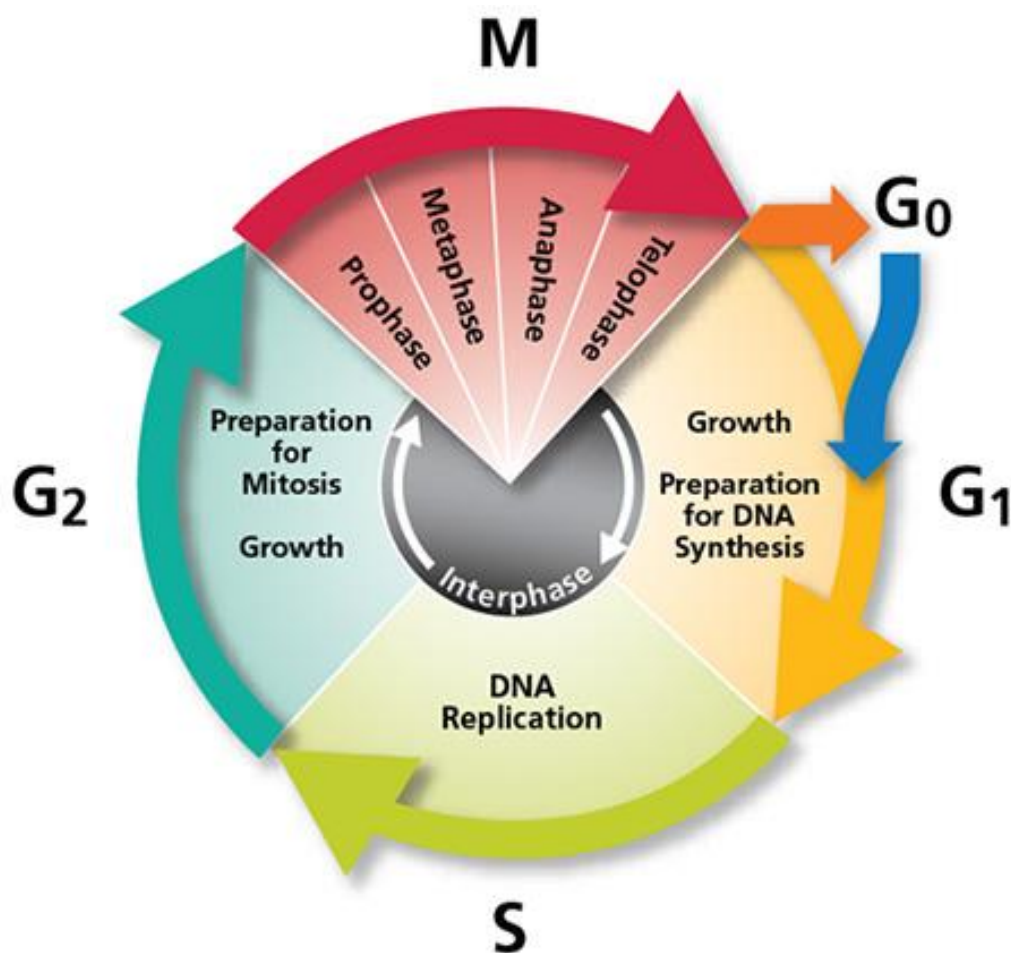 M
Prophase
Metaphase
Anaphase
Telophase
G₀
Preparation
for
Mitosis
Growth
G₂
Growth
Preparation
for DNA
Synthesis
G₁
Interphase
DNA
Replication
S